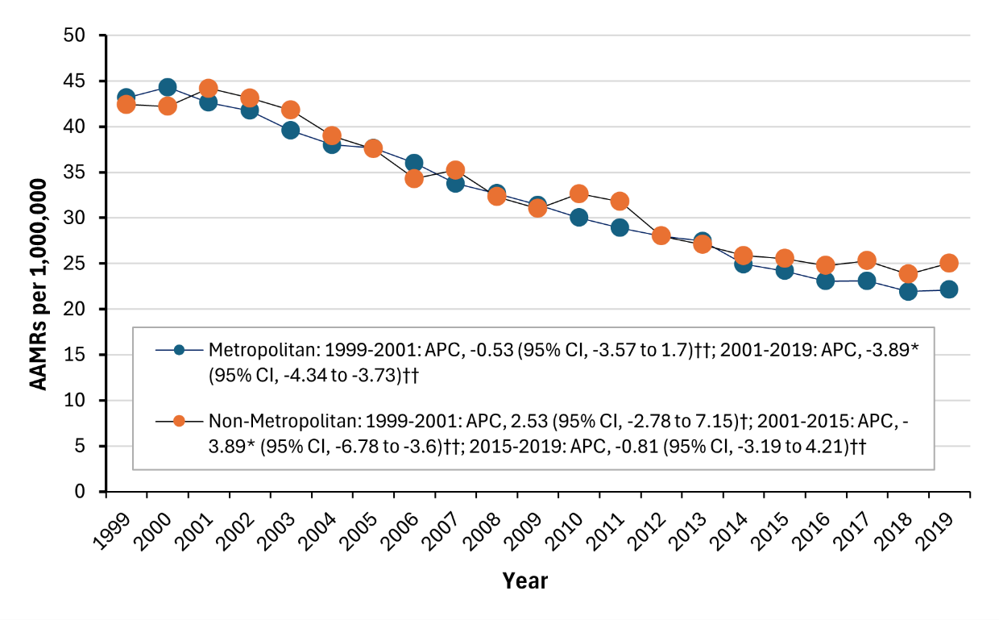 50
45
40
35
30
25
20
15
10
5
0
AAMRs per 1,000,000
Metropolitan: 1999-2001: APC, -0.53 (95% CI, -3.57 to 1.7)††; 2001-2019: APC, -3.89*
(95% CI, -4.34 to -3.73)††
Non-Metropolitan: 1999-2001: APC, 2.53 (95% CI, -2.78 to 7.15)†; 2001-2015: APC, -
3.89* (95% CI, -6.78 to -3.6)††; 2015-2019: APC, -0.81 (95% CI, -3.19 to 4.21)††
1999 2000 2001 2002 2003 2004 2005 2006 2007 2008 2009 2010 2011 2012 2013 2014 2015 2016 2017 2018 2019
Year